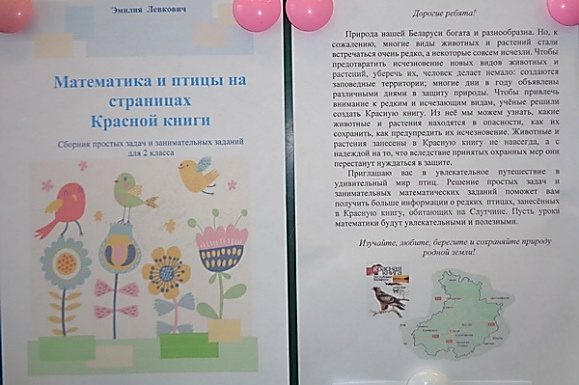 Эмилия Левкович
Математика и птицы на
страницах
Красной книги
Сборник простых задач и занимательных заданий
для 2 класса
Дорогие ребята!
Природа нашей Беларуси богата и разнообразна. Но, к
сожалению, многие виды животных и растений стали
встречаться очень редко, а некоторые совсем исчезли. Чтобы
предотвратить исчезновение новых видов животных и
растений, уберечь их, человек делает немало: создаются
заповедные территории; многие дни в году объявлены
различными днями в защиту природы. Чтобы привлечь
внимание к редким и исчезающим видам, учёные решили
создать Красную книгу. Из неё мы можем узнать, какие
животные и растения находятся в опасности, как их
сохранить, как предупредить их исчезновение. Животные и
растения занесены в Красную книгу не навсегда, а с
надеждой на то, что вследствие принятых охранных мер они
перестанут нуждаться в защите.
Приглашаю вас в увлекательное путешествие в
удивительный мир птиц. Решение простых задач и
занимательных математических заданий поможет вам
получить больше информации о редких птицах, занесённых
в Красную книгу, обитающих на Случчине. Пусть уроки
математики будут увлекательными и полезными.
Изучайте, любите, берегите и сохраняйте природу
родной земли!
Красная
книга